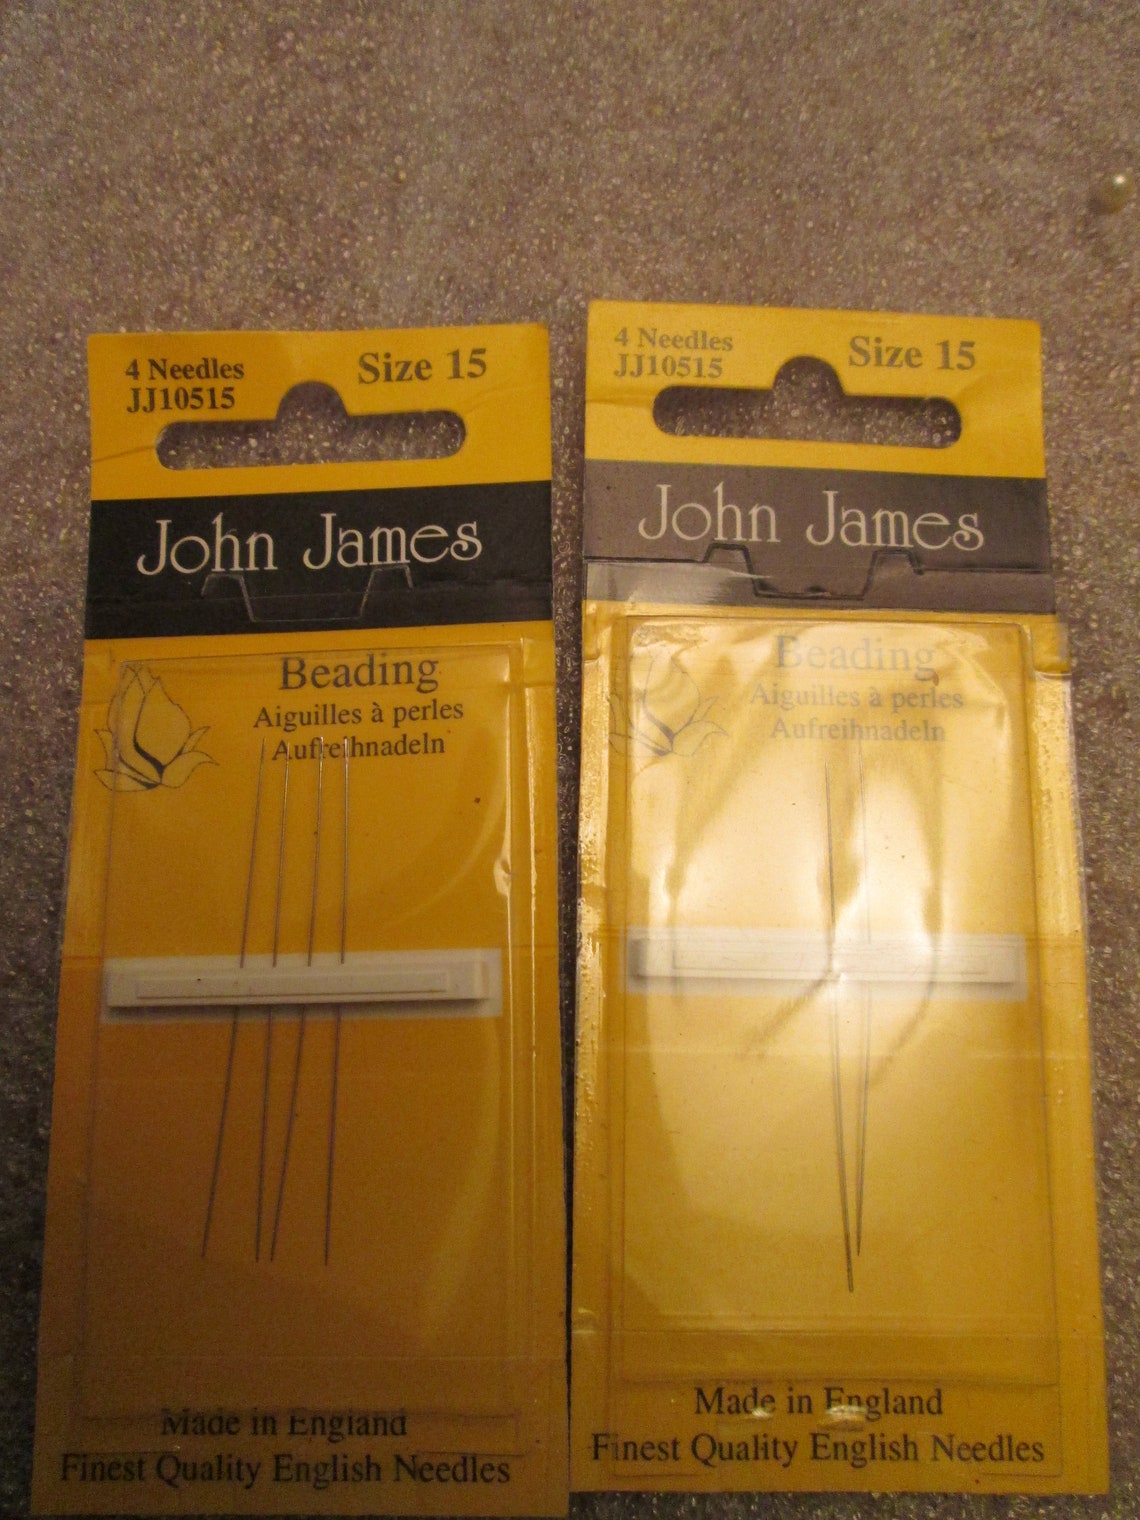 4 Needles
JJ10515
Size 15
John James
Beading
Aiguilles à perles
Aufreihnadeln
Made in England
Finest Quality English Needles
4 Needles
JJ10515
Size 15
John James
Beading
Aiguilles à perles
Aufreihnadeln
Made in England
Finest Quality English Needles